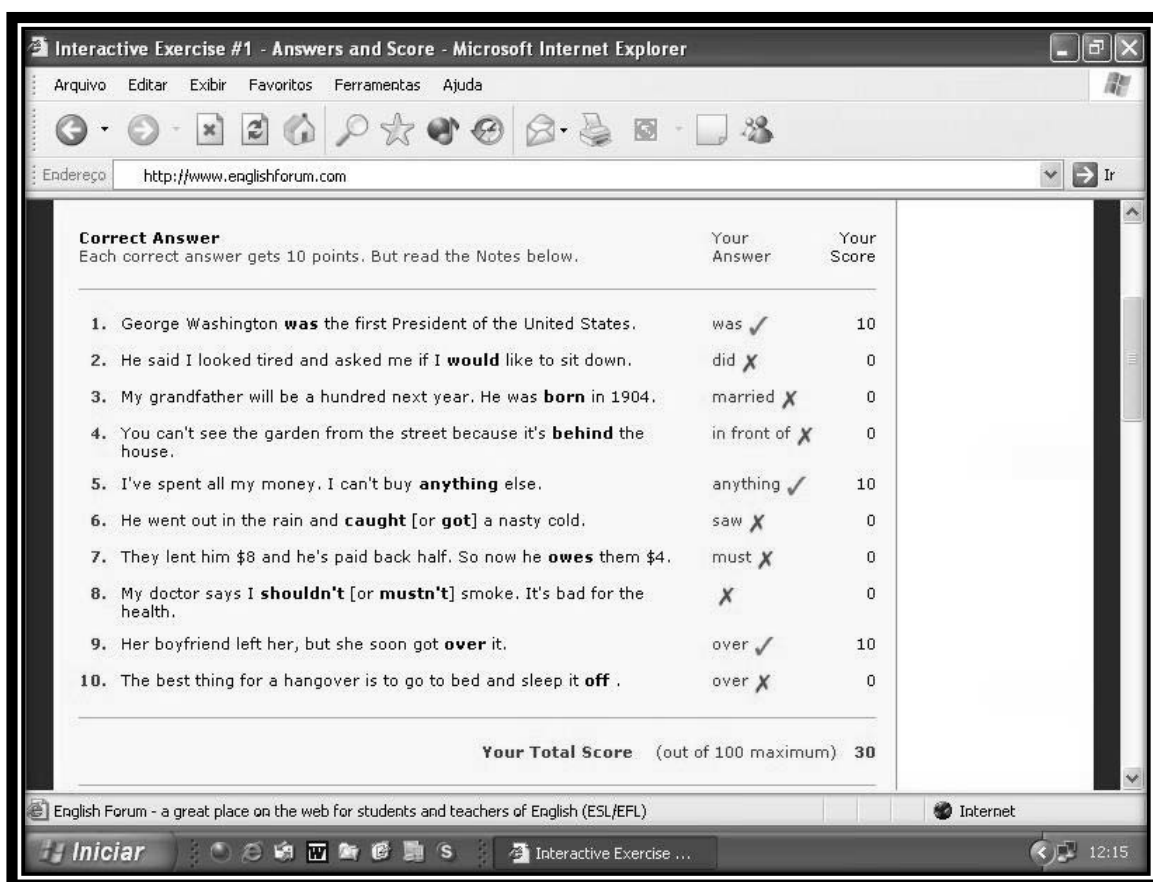 Interactive Exercise #1 - Answers and Score - Microsoft Internet Explorer
Arquivo Editar Exibir Favoritos Ferramentas Ajuda
Endereço http://www.englishforum.com Ir
Correct Answer Your Your
Each correct answer gets 10 points. But read the Notes below. Answer Score
1. George Washington was the first President of the United States. was ✓ 10
2. He said I looked tired and asked me if I would like to sit down. did ✗ 0
3. My grandfather will be a hundred next year. He was born in 1904. married ✗ 0
4. You can't see the garden from the street because it's behind the in front of ✗ 0
house.
5. I've spent all my money. I can't buy anything else. anything ✓ 10
6. He went out in the rain and caught [or got] a nasty cold. saw ✗ 0
7. They lent him $8 and he's paid back half. So now he owes them $4. must ✗ 0
8. My doctor says I shouldn't [or mustn't] smoke. It's bad for the ✗ 0
health.
9. Her boyfriend left her, but she soon got over it. over ✓ 10
10. The best thing for a hangover is to go to bed and sleep it off . over ✗ 0
Your Total Score (out of 100 maximum) 30
English Forum - a great place on the web for students and teachers of English (ESL/EFL) Internet
Iniciar W S Interactive Exercise ... 12:15